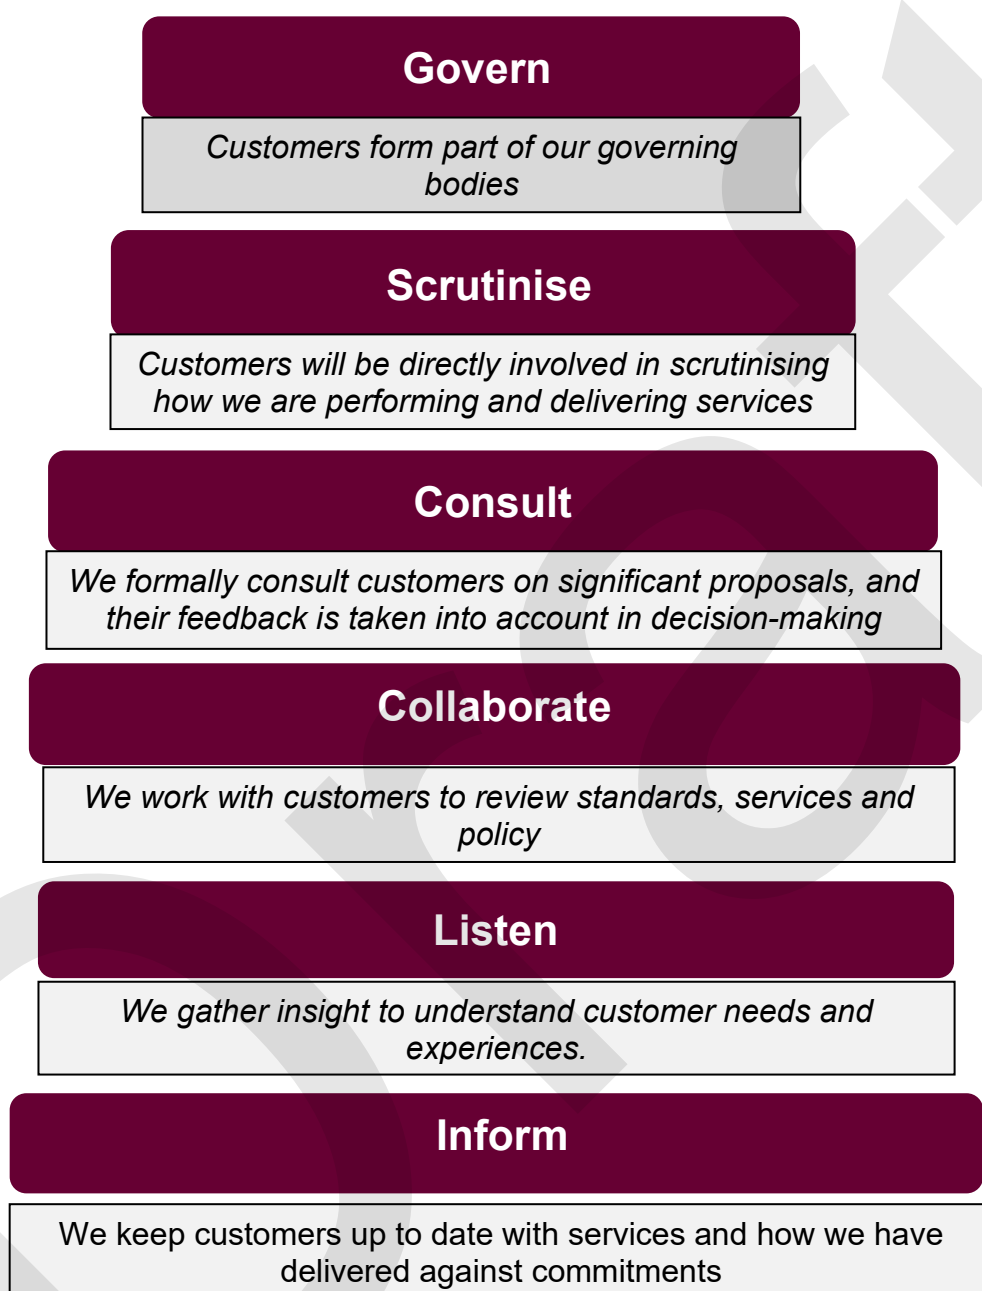 Govern
Customers form part of our governing
bodies
Scrutinise
Customers will be directly involved in scrutinising
how we are performing and delivering services
Consult
We formally consult customers on significant proposals, and
their feedback is taken into account in decision-making
Collaborate
We work with customers to review standards, services and
policy
Listen
We gather insight to understand customer needs and
experiences.
Inform
We keep customers up to date with services and how we have
delivered against commitments
Draft